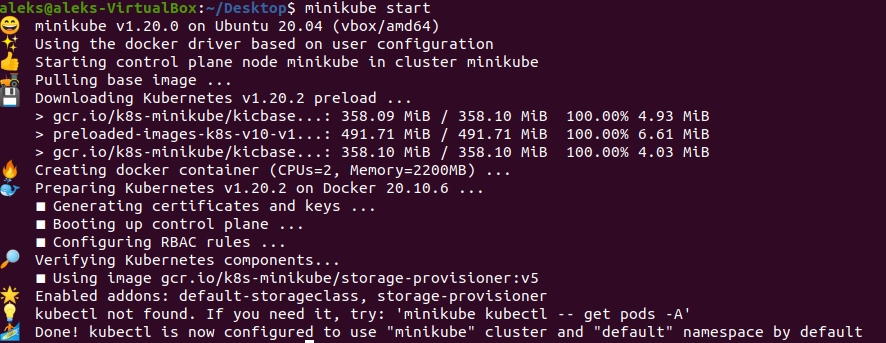 aleks@aleks-VirtualBox:~/Desktop$ minikube start
😄 minikube v1.20.0 on Ubuntu 20.04 (vbox/amd64)
✨ Using the docker driver based on user configuration
👍 Starting control plane node minikube in cluster minikube
🚜 Pulling base image ...
💾 Downloading Kubernetes v1.20.2 preload ...
> gcr.io/k8s-minikube/kicbase...: 358.09 MiB / 358.10 MiB 100.00% 4.93 MiB
> preloaded-images-k8s-v10-v1...: 491.71 MiB / 491.71 MiB 100.00% 6.61 MiB
> gcr.io/k8s-minikube/kicbase...: 358.10 MiB / 358.10 MiB 100.00% 4.03 MiB
🔥 Creating docker container (CPUs=2, Memory=2200MB) ...
🐳 Preparing Kubernetes v1.20.2 on Docker 20.10.6 ...
▪ Generating certificates and keys ...
▪ Booting up control plane ...
▪ Configuring RBAC rules ...
🔎 Verifying Kubernetes components...
▪ Using image gcr.io/k8s-minikube/storage-provisioner:v5
🌟 Enabled addons: default-storageclass, storage-provisioner
💡 kubectl not found. If you need it, try: 'minikube kubectl -- get pods -A'
🏄 Done! kubectl is now configured to use "minikube" cluster and "default" namespace by default